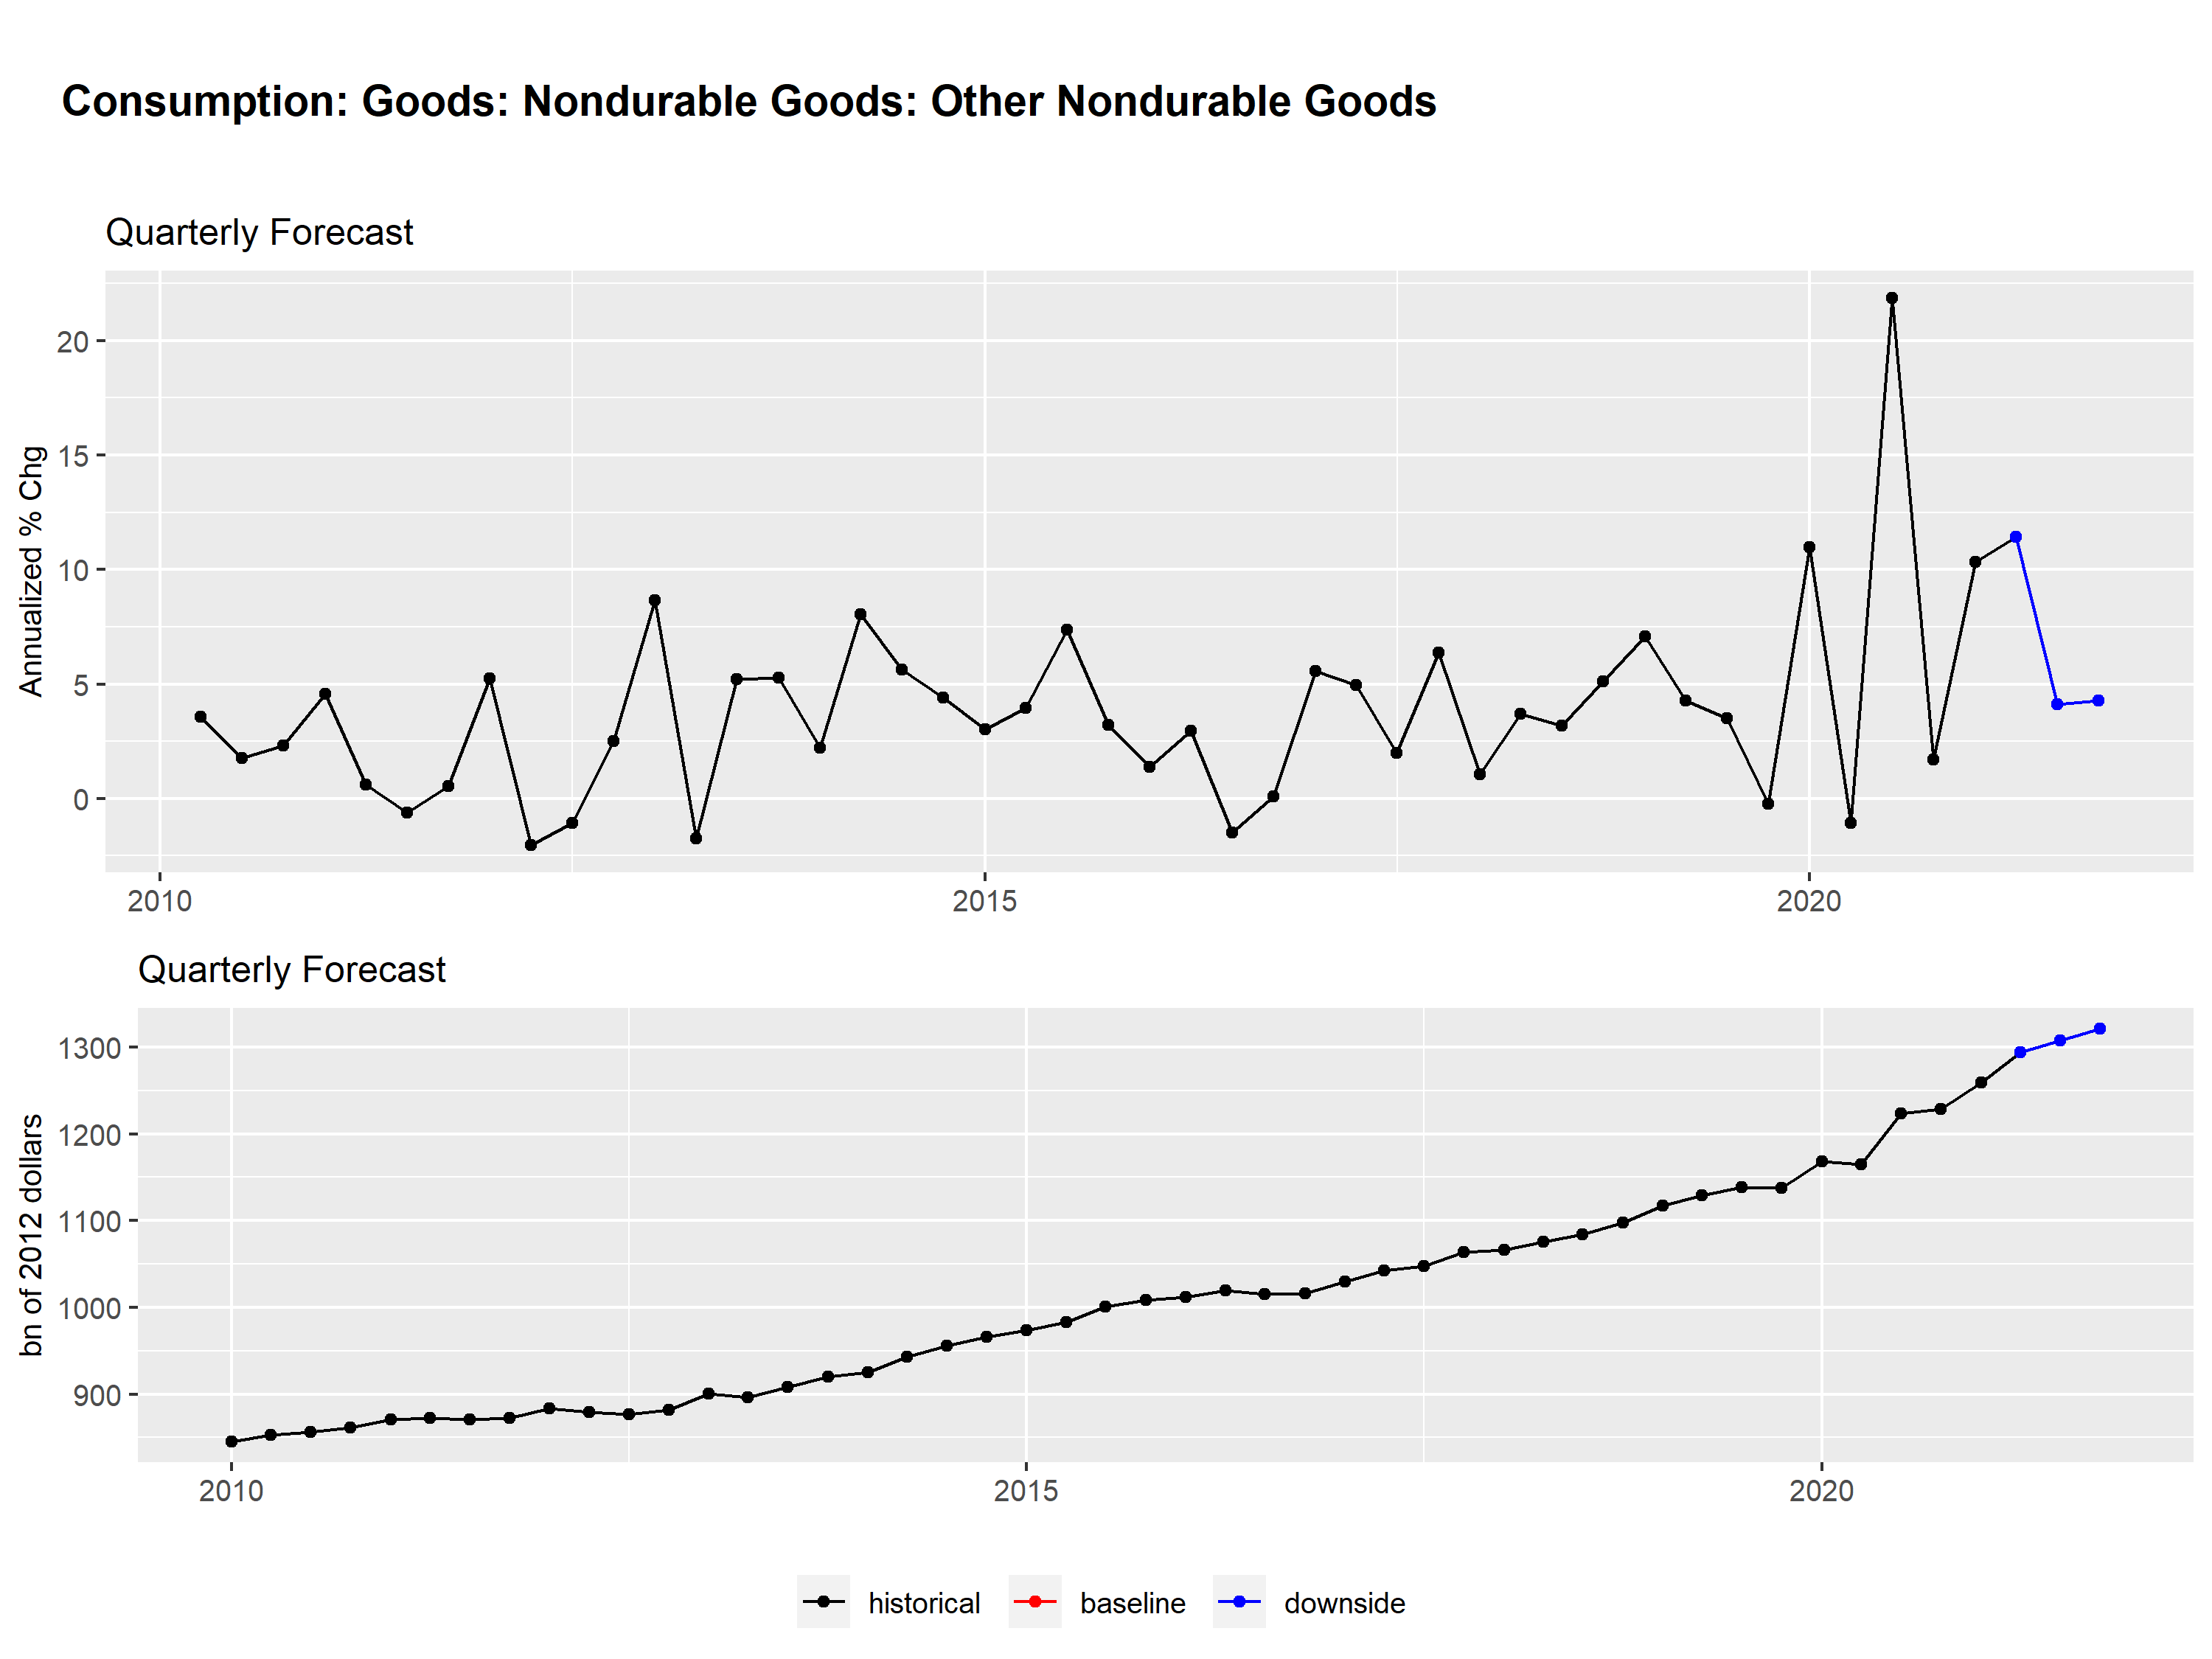 Consumption: Goods: Nondurable Goods: Other Nondurable Goods
Quarterly Forecast
Annualized % Chg
20
15
10
5
0
2010 2015 2020
Quarterly Forecast
bn of 2012 dollars
1300
1200
1100
1000
900
2010 2015 2020
historical baseline downside